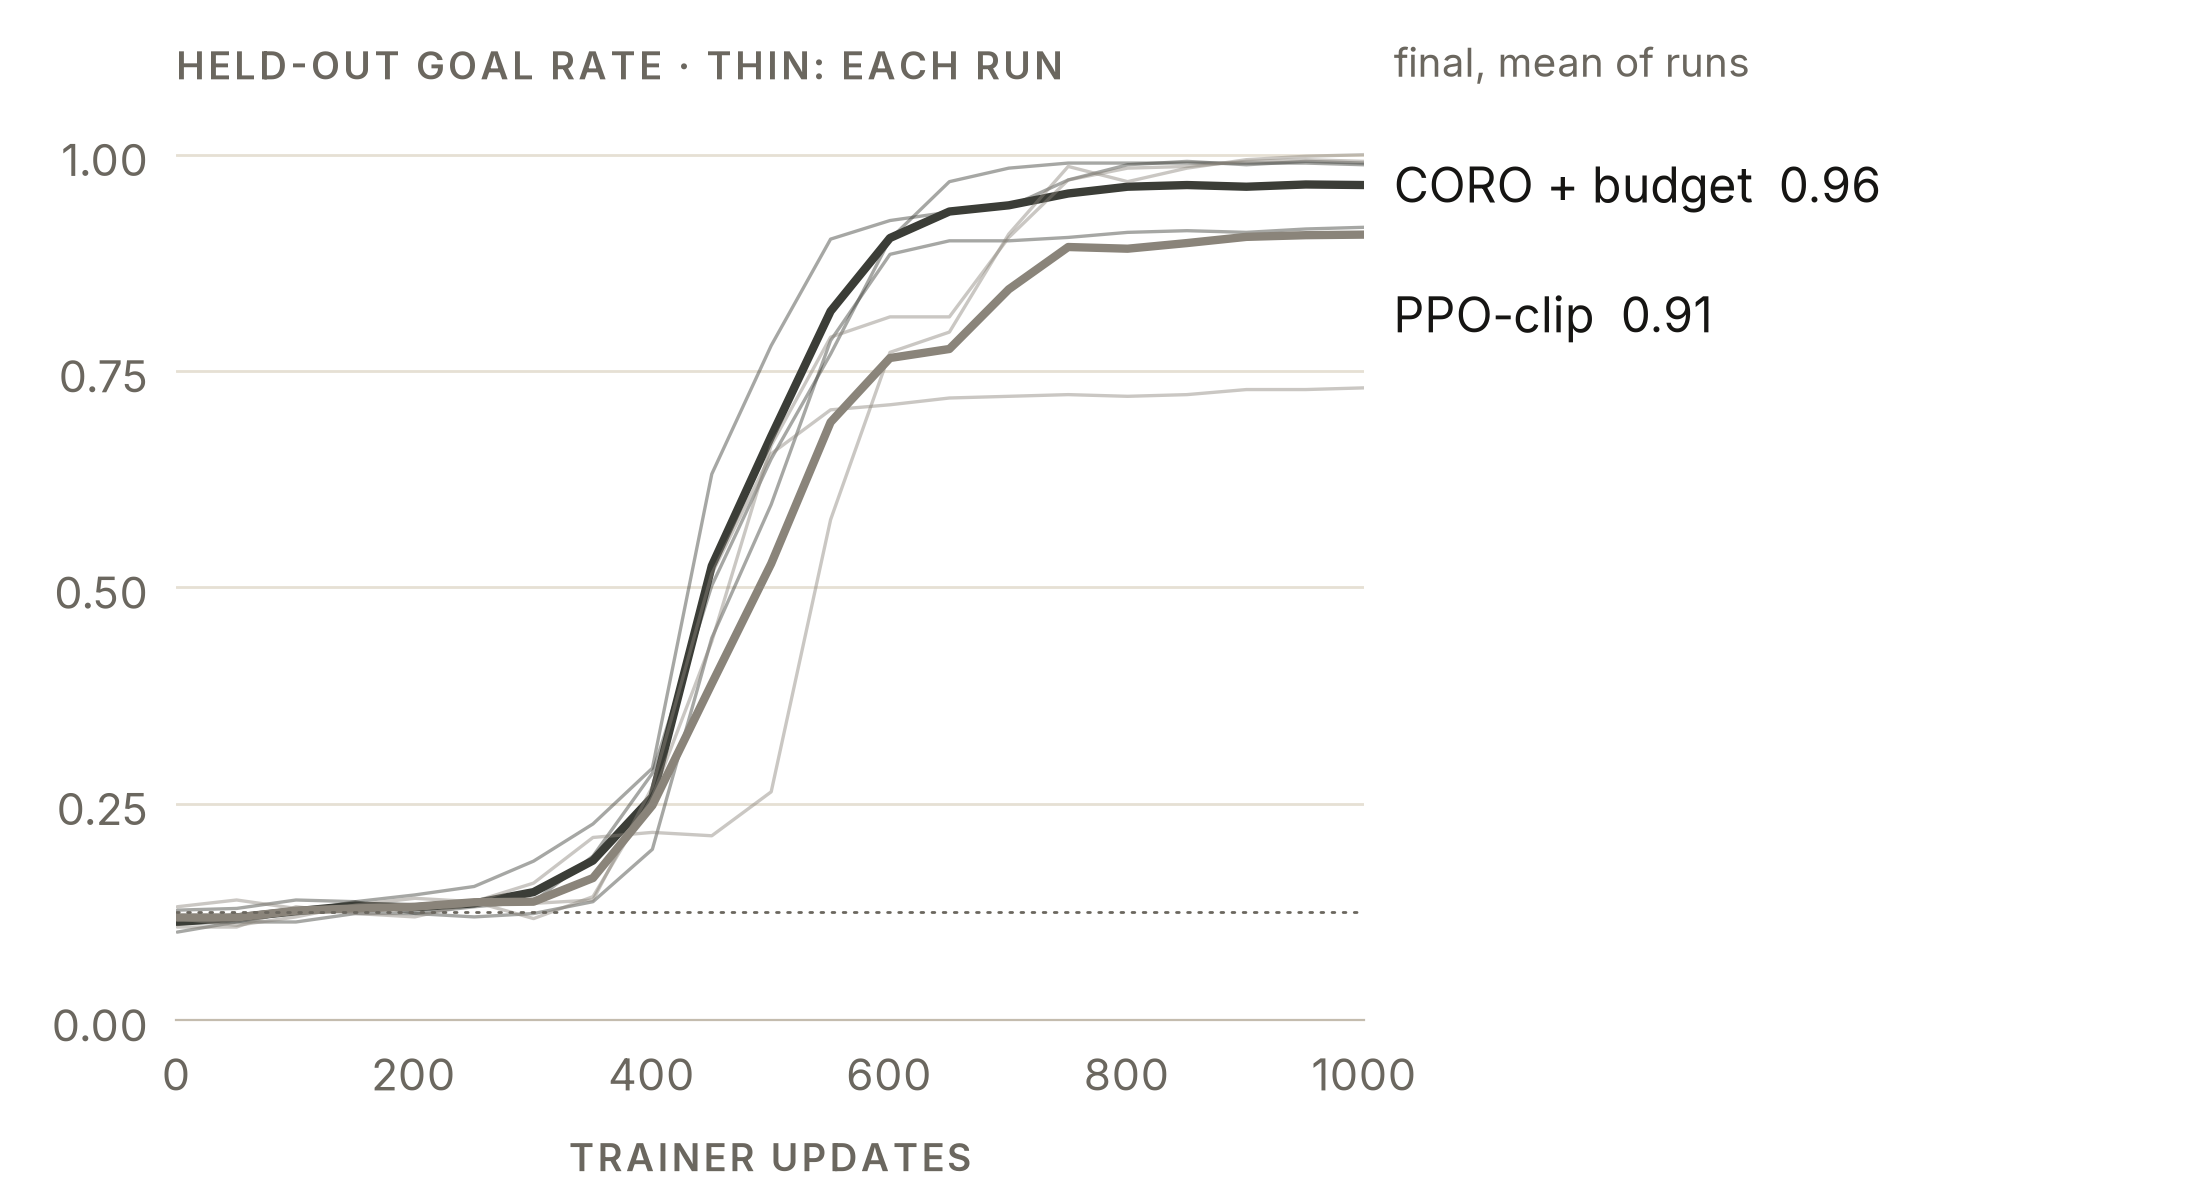 HELD-OUT GOAL RATE · THIN: EACH RUN
final, mean of runs
1.00
CORO + budget 0.96
PPO-clip 0.91
0.75
0.50
0.25
0.00
0 200 400 600 800 1000
TRAINER UPDATES